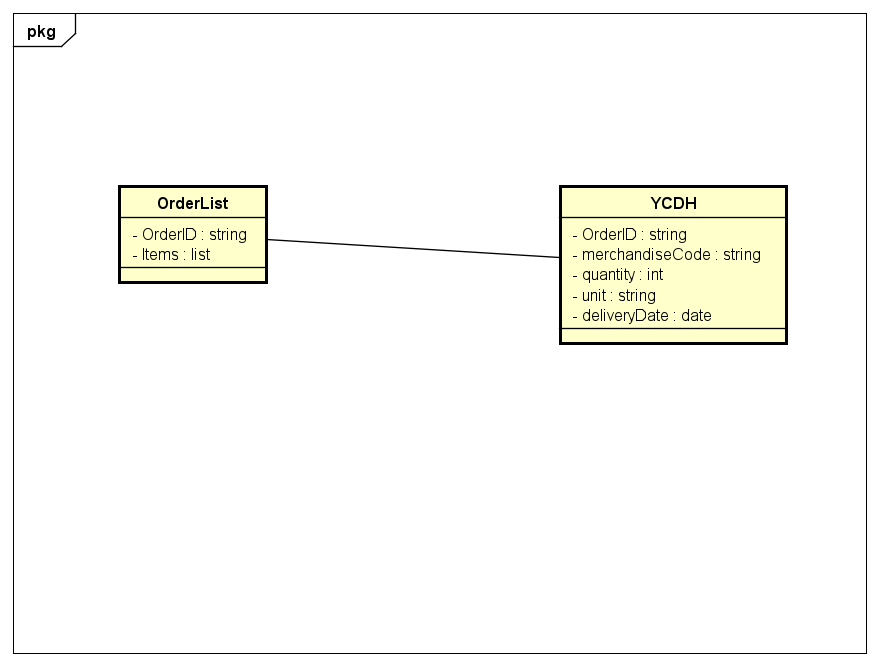 pkg
OrderList
- OrderID : string
- Items : list
YCDH
- OrderID : string
- merchandiseCode : string
- quantity : int
- unit : string
- deliveryDate : date